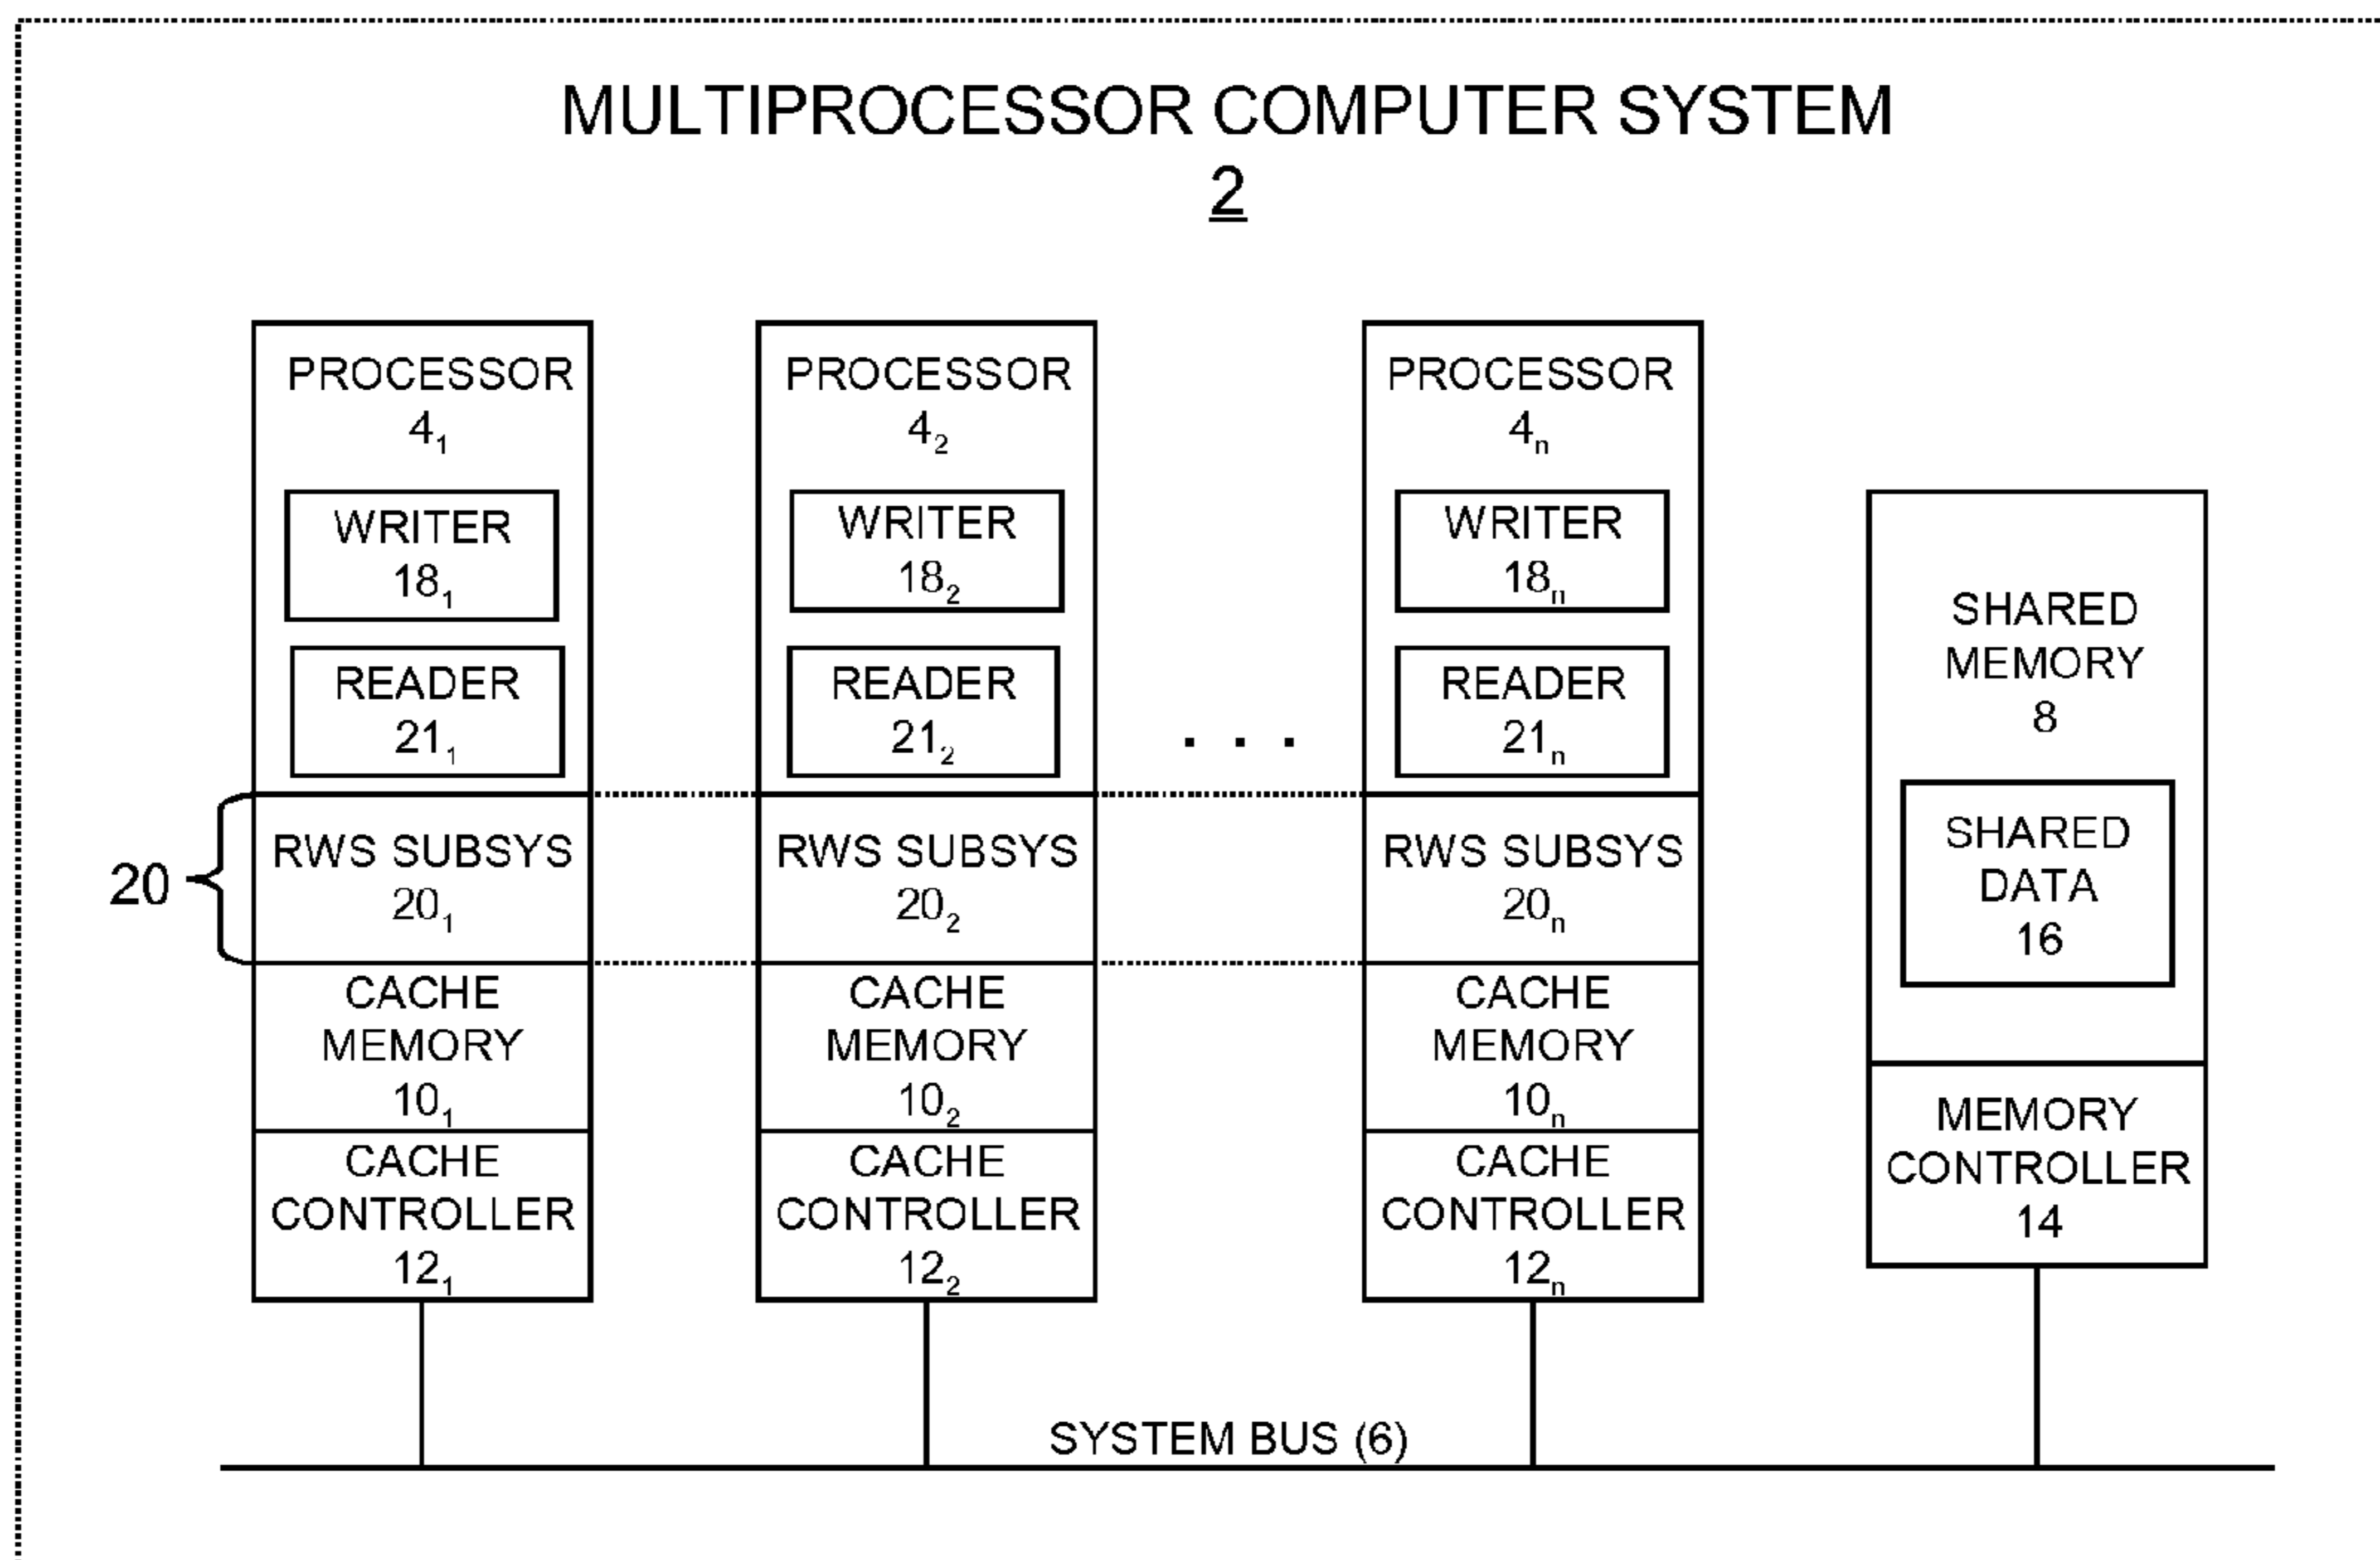 MULTIPROCESSOR COMPUTER SYSTEM
2
PROCESSOR
4₁
WRITER
18₁
READER
21₁
RWS SUBSYS
20₁
CACHE
MEMORY
10₁
CACHE
CONTROLLER
12₁
PROCESSOR
4₂
WRITER
18₂
READER
21₂
RWS SUBSYS
20₂
CACHE
MEMORY
10₂
CACHE
CONTROLLER
12₂
. . .
PROCESSOR
4ₙ
WRITER
18ₙ
READER
21ₙ
RWS SUBSYS
20ₙ
CACHE
MEMORY
10ₙ
CACHE
CONTROLLER
12ₙ
SHARED
MEMORY
8
SHARED
DATA
16
MEMORY
CONTROLLER
14
20
SYSTEM BUS (6)